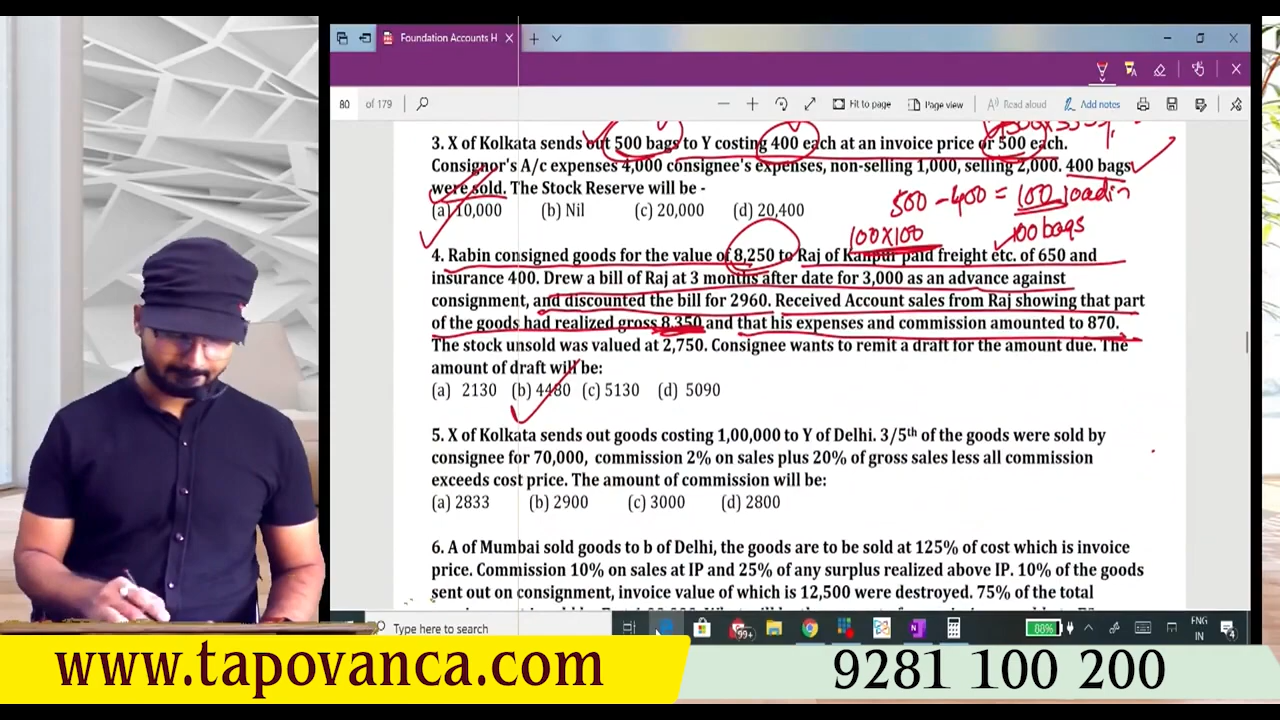 Foundation Accounts H
80 of 179
Fit to page
Page view
Read aloud
Add notes
3. X of Kolkata sends out 500 bags to Y costing 400 each at an invoice price of 500 each.
Consignor's A/c expenses 4,000 consignee's expenses, non-selling 1,000, selling 2,000. 400 bags
were sold. The Stock Reserve will be -
500 - 400 = 100 loadin
(a) 10,000 (b) Nil (c) 20,000 (d) 20,400
100x100
100 bags
4. Rabin consigned goods for the value of 8,250 to Raj of Kanpur paid freight etc. of 650 and
insurance 400. Drew a bill of Raj at 3 months after date for 3,000 as an advance against
consignment, and discounted the bill for 2960. Received Account sales from Raj showing that part
of the goods had realized gross 8,350 and that his expenses and commission amounted to 870.
The stock unsold was valued at 2,750. Consignee wants to remit a draft for the amount due. The
amount of draft will be:
(a) 2130 (b) 4480 (c) 5130 (d) 5090
5. X of Kolkata sends out goods costing 1,00,000 to Y of Delhi. 3/5th of the goods were sold by
consignee for 70,000, commission 2% on sales plus 20% of gross sales less all commission
exceeds cost price. The amount of commission will be:
(a) 2833 (b) 2900 (c) 3000 (d) 2800
6. A of Mumbai sold goods to b of Delhi, the goods are to be sold at 125% of cost which is invoice
price. Commission 10% on sales at IP and 25% of any surplus realized above IP. 10% of the goods
sent out on consignment, invoice value of which is 12,500 were destroyed. 75% of the total
Type here to search
99+
88%
ENG
IN
4
www.tapovanca.com
9281 100 200